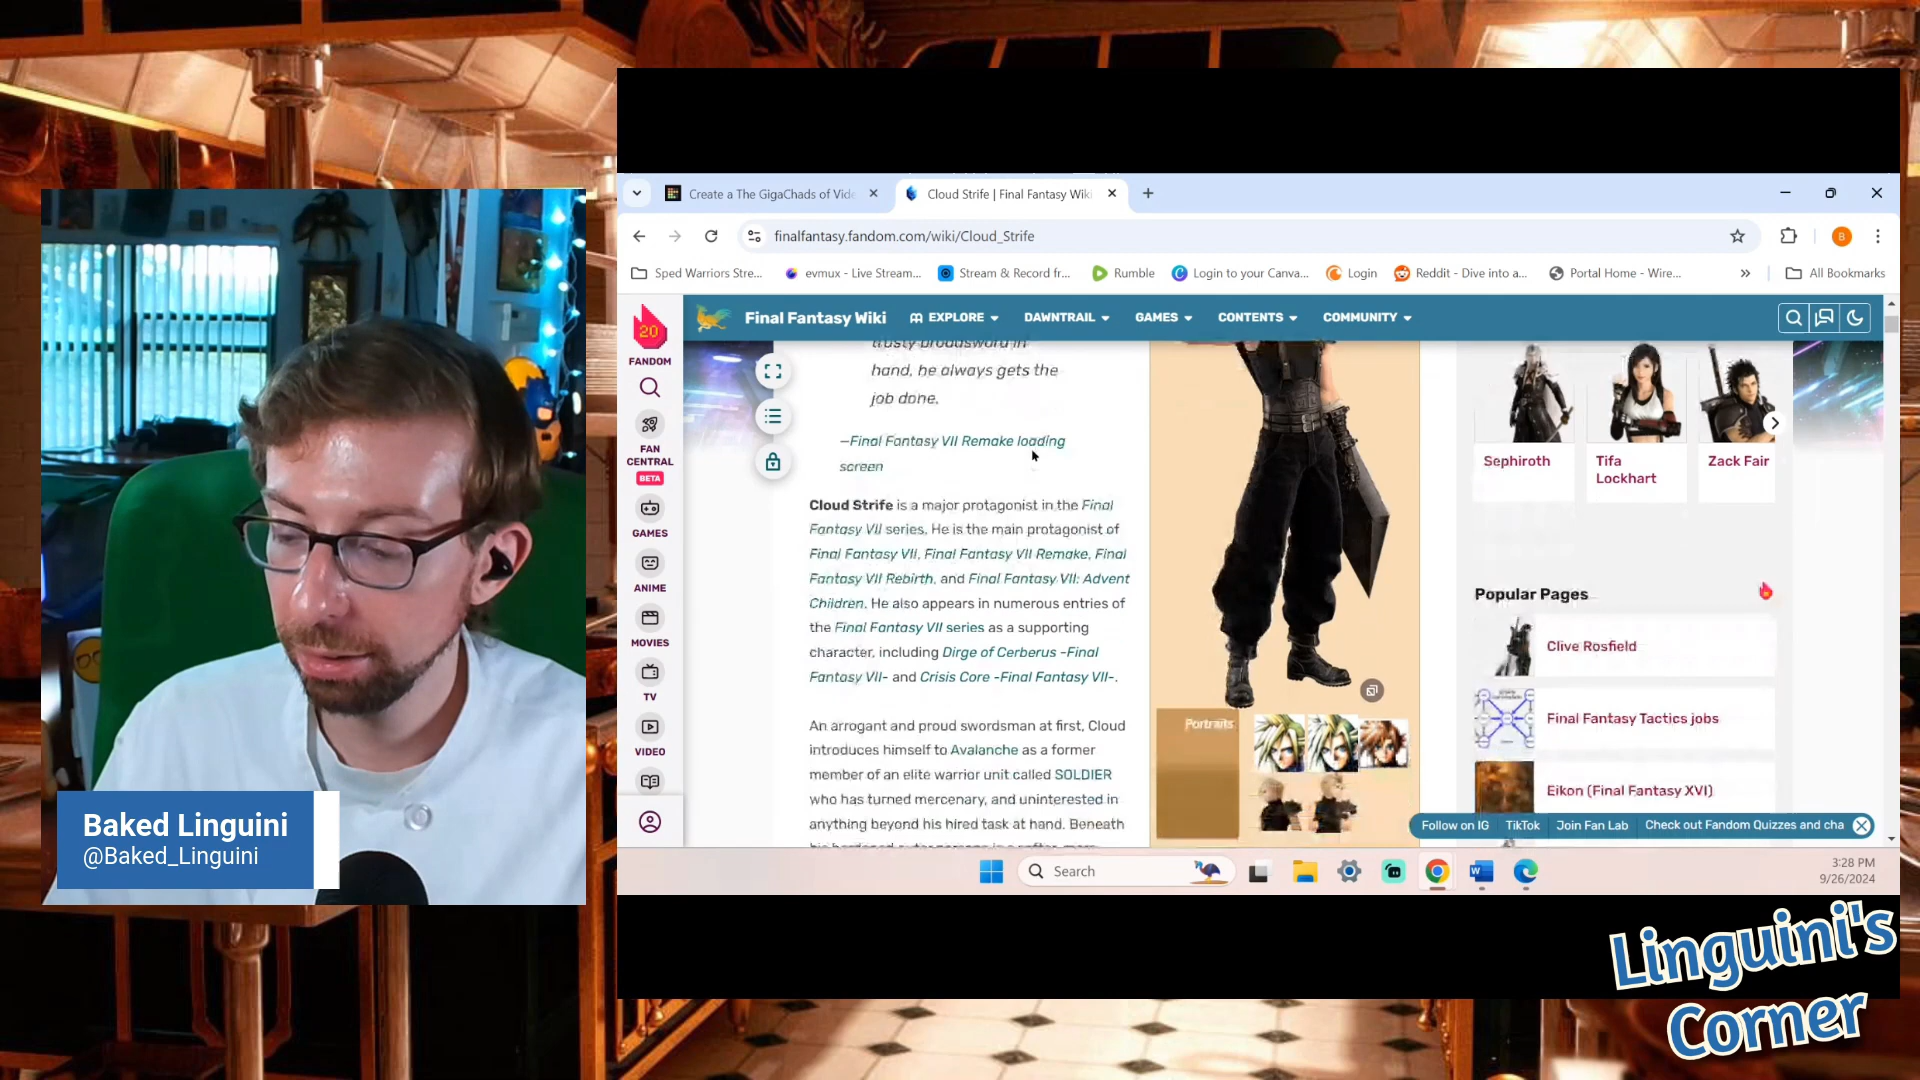 Create a The GigaChads of Vid
Cloud Strife | Final Fantasy Wiki
finalfantasy.fandom.com/wiki/Cloud_Strife
B
Sped Warriors Stre...
evmux - Live Stream...
Stream & Record fr...
Rumble
Login to your Canva...
Login
Reddit - Dive into a...
Portal Home - Wire...
All Bookmarks
20
FANDOM
FAN
CENTRAL
BETA
GAMES
ANIME
MOVIES
TV
VIDEO
Final Fantasy Wiki
EXPLORE
DAWNTRAIL
GAMES
CONTENTS
COMMUNITY
trusty broadsword in
hand, he always gets the
job done.
—Final Fantasy VII Remake loading
screen
Cloud Strife is a major protagonist in the Final
Fantasy VII series. He is the main protagonist of
Final Fantasy VII, Final Fantasy VII Remake, Final
Fantasy VII Rebirth, and Final Fantasy VII: Advent
Children. He also appears in numerous entries of
the Final Fantasy VII series as a supporting
character, including Dirge of Cerberus -Final
Fantasy VII- and Crisis Core -Final Fantasy VII-.
An arrogant and proud swordsman at first, Cloud
introduces himself to Avalanche as a former
member of an elite warrior unit called SOLDIER
who has turned mercenary, and uninterested in
anything beyond his hired task at hand. Beneath
Portraits
Sephiroth
Tifa
Lockhart
Zack Fair
Popular Pages
Clive Rosfield
Final Fantasy Tactics jobs
Eikon (Final Fantasy XVI)
Follow on IG
TikTok
Join Fan Lab
Check out Fandom Quizzes and cha
Search
W
3:28 PM
9/26/2024
Baked Linguini
@Baked_Linguini
Linguini's
Corner